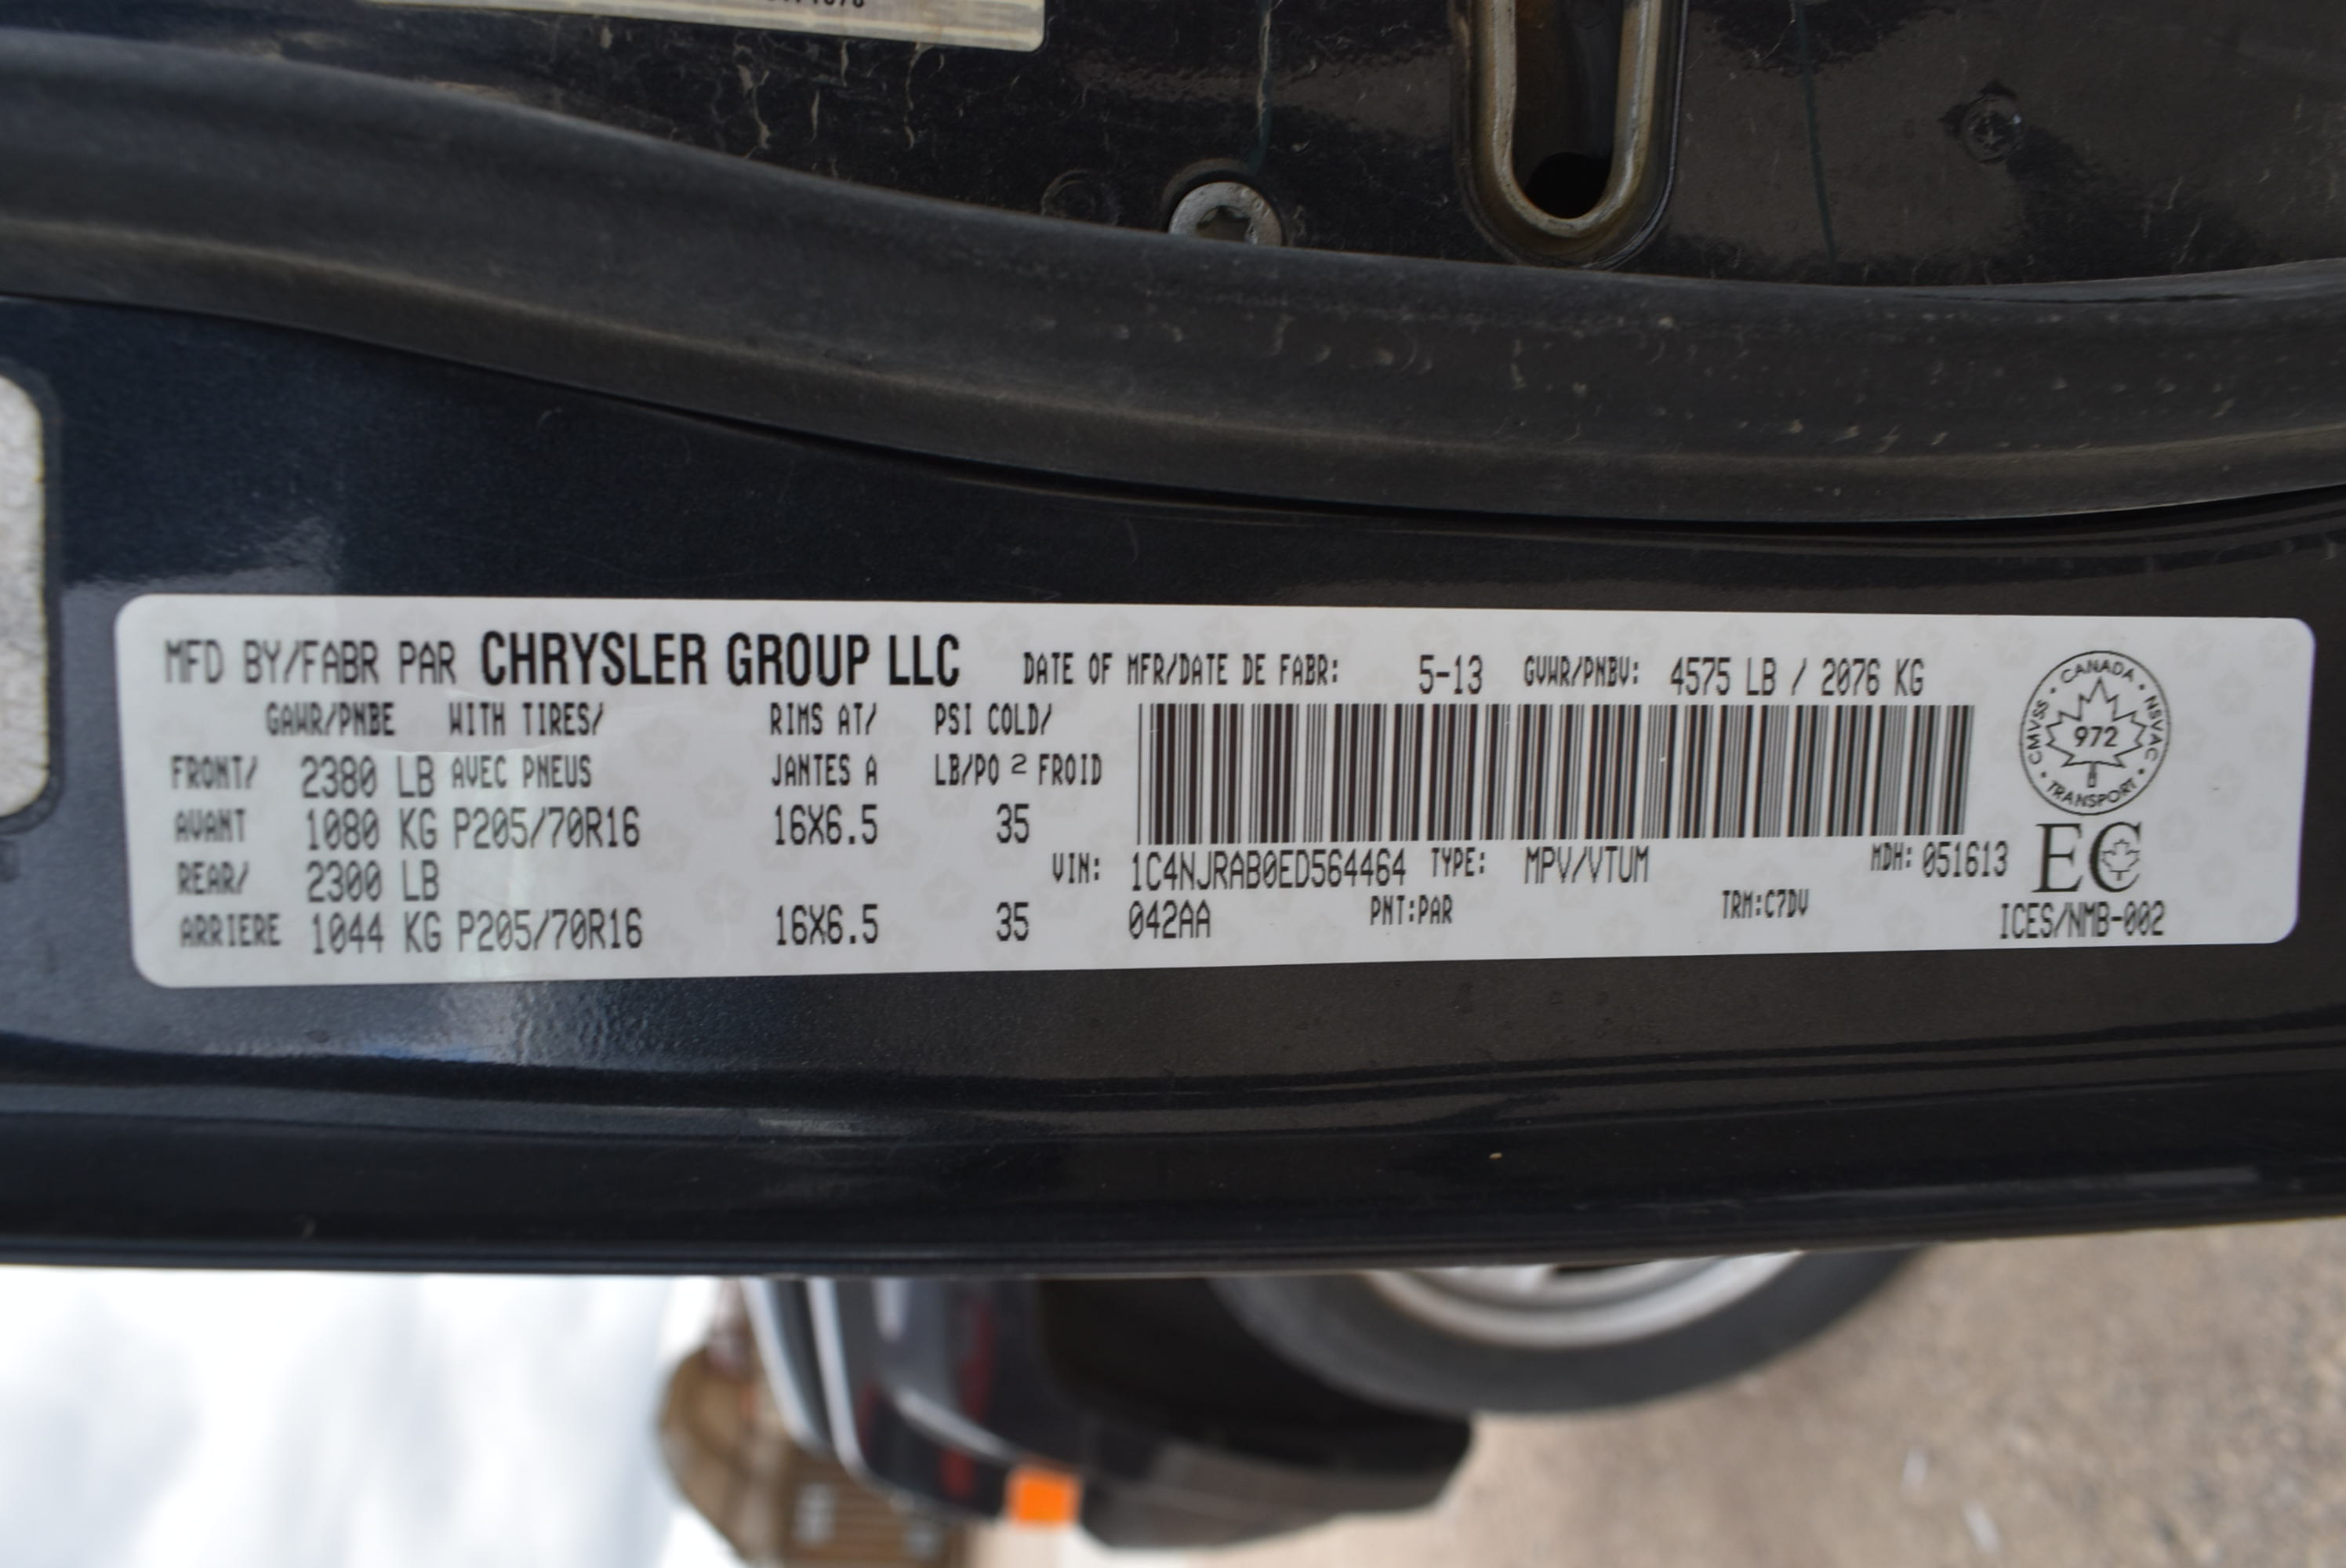 MFD BY/FABR PAR CHRYSLER GROUP LLC DATE OF MFR/DATE DE FABR: 5-13 GVWR/PNBV: 4575 LB / 2076 KG
GAWR/PNBE WITH TIRES/ RIMS AT/ PSI COLD/
FRONT/ 2380 LB AVEC PNEUS JANTES A LB/PO 2 FROID
AVANT 1080 KG P205/70R16 16X6.5 35
REAR/ 2300 LB
ARRIERE 1044 KG P205/70R16 16X6.5 35
VIN: 1C4NJRAB0ED564464 TYPE: MPV/VTUM MDH: 051613
042AA PNT:PAR TRM:C7DV
CANADA • NSVAC • TRANSPORT • CMVSS •
972
EC
ICES/NMB-002